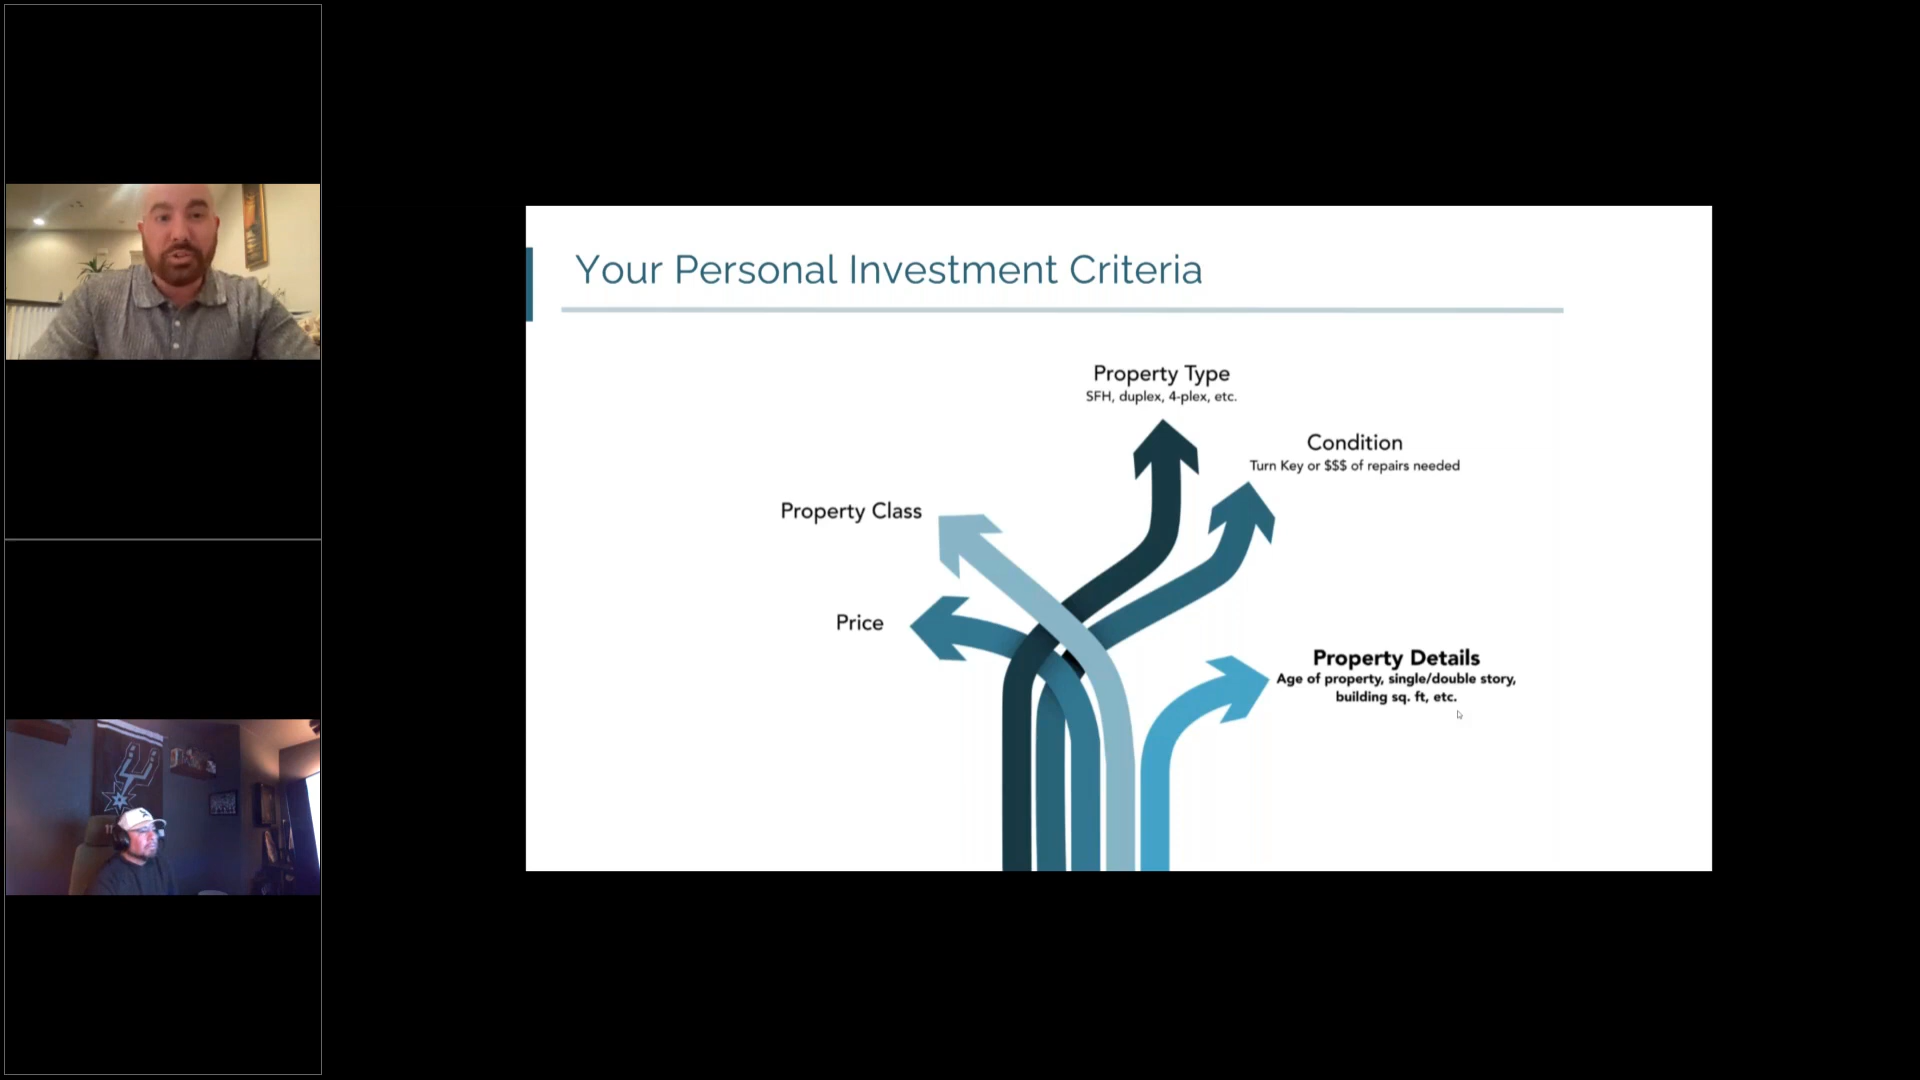 Your Personal Investment Criteria
Property Type
SFH, duplex, 4-plex, etc.
Condition
Turn Key or $$$ of repairs needed
Property Class
Price
Property Details
Age of property, single/double story,
building sq. ft, etc.